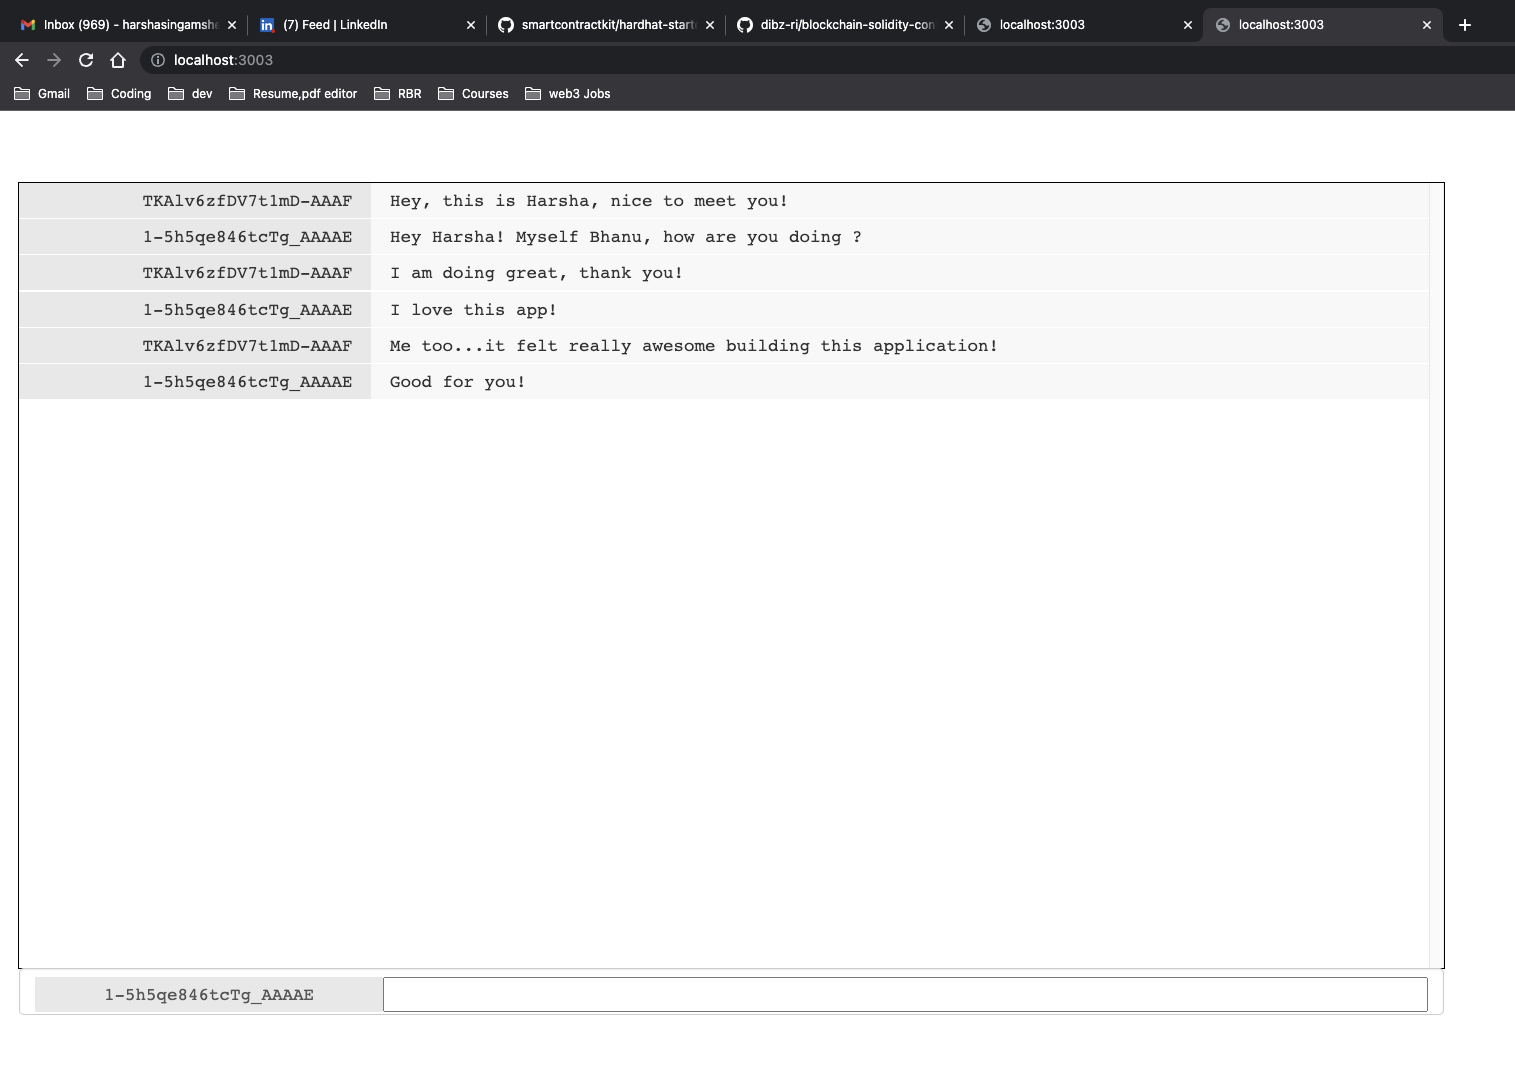 Inbox (969) - harshasingamshe
(7) Feed | LinkedIn
smartcontractkit/hardhat-start
dibz-ri/blockchain-solidity-con
localhost:3003
localhost:3003
localhost:3003
Gmail Coding dev Resume,pdf editor RBR Courses web3 Jobs
TKAlv6zfDV7t1mD-AAAF Hey, this is Harsha, nice to meet you!
1-5h5qe846tcTg_AAAAE Hey Harsha! Myself Bhanu, how are you doing ?
TKAlv6zfDV7t1mD-AAAF I am doing great, thank you!
1-5h5qe846tcTg_AAAAE I love this app!
TKAlv6zfDV7t1mD-AAAF Me too...it felt really awesome building this application!
1-5h5qe846tcTg_AAAAE Good for you!
1-5h5qe846tcTg_AAAAE